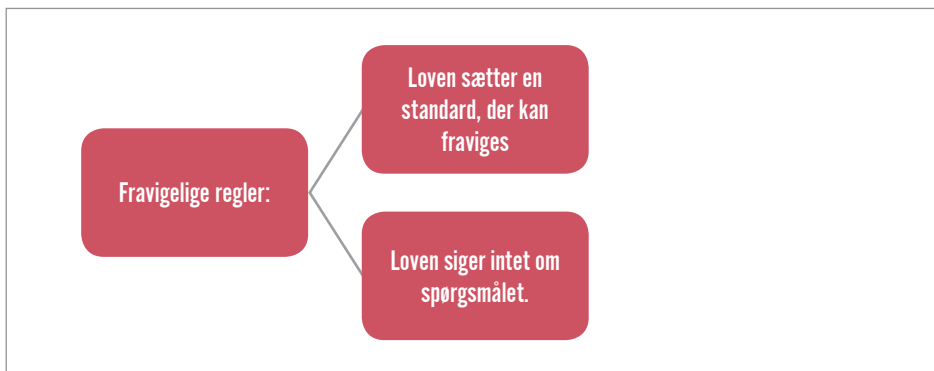 Fravigelige regler:
Loven sætter en
standard, der kan
fraviges
Loven siger intet om
spørgsmålet.